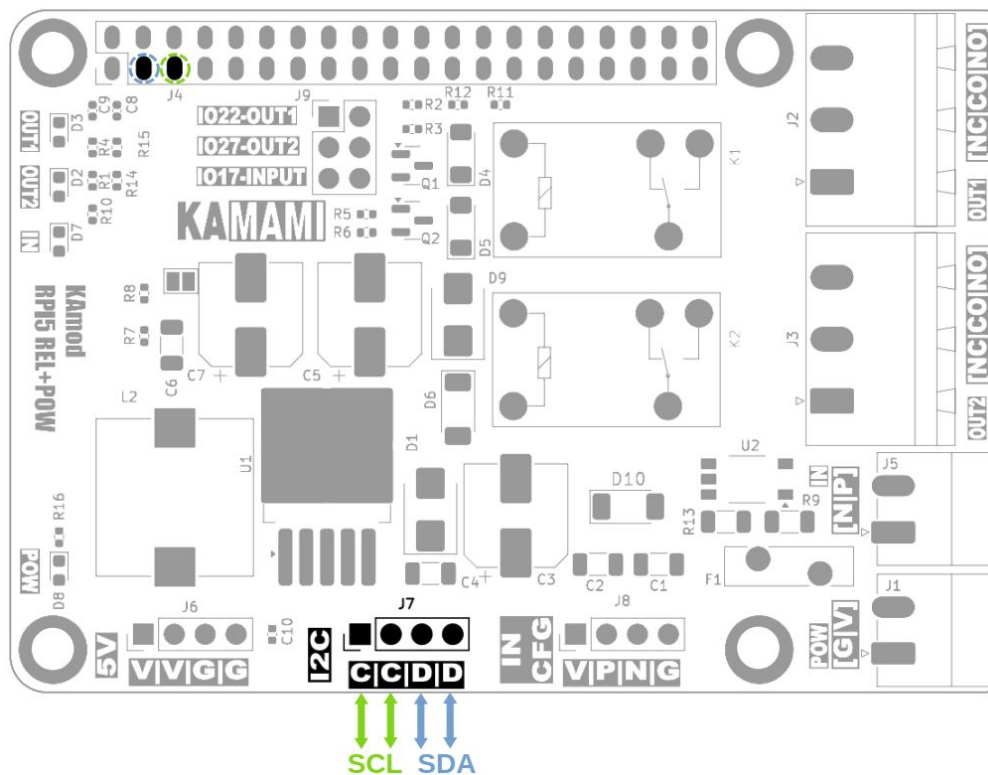 J4
J9
R2
R12
R11
R3
C9
C8
OUT1
D3
R4
R15
OUT2
D2
R1
R14
R10
IN
D7
IO22-OUT1
IO27-OUT2
IO17-INPUT
KAMAMI
R5
R6
Q1
Q2
D4
D5
K1
J2
[NC|CO|NO]
OUT1
R8
R7
KAmod
RPI5 REL+POW
C6
C7
+
C5
+
D9
K2
J3
[NC|CO|NO]
OUT2
L2
U1
D6
D1
U2
IN
[N|P]
J5
D10
R13
R9
R16
POW
D8
C4
+
C3
C2
C1
F1
J1
POW
[G|V]
5V
J6
V|V|G|G
C10
I2C
J7
C|C|D|D
IN
CFG
J8
V|P|N|G
SCL SDA